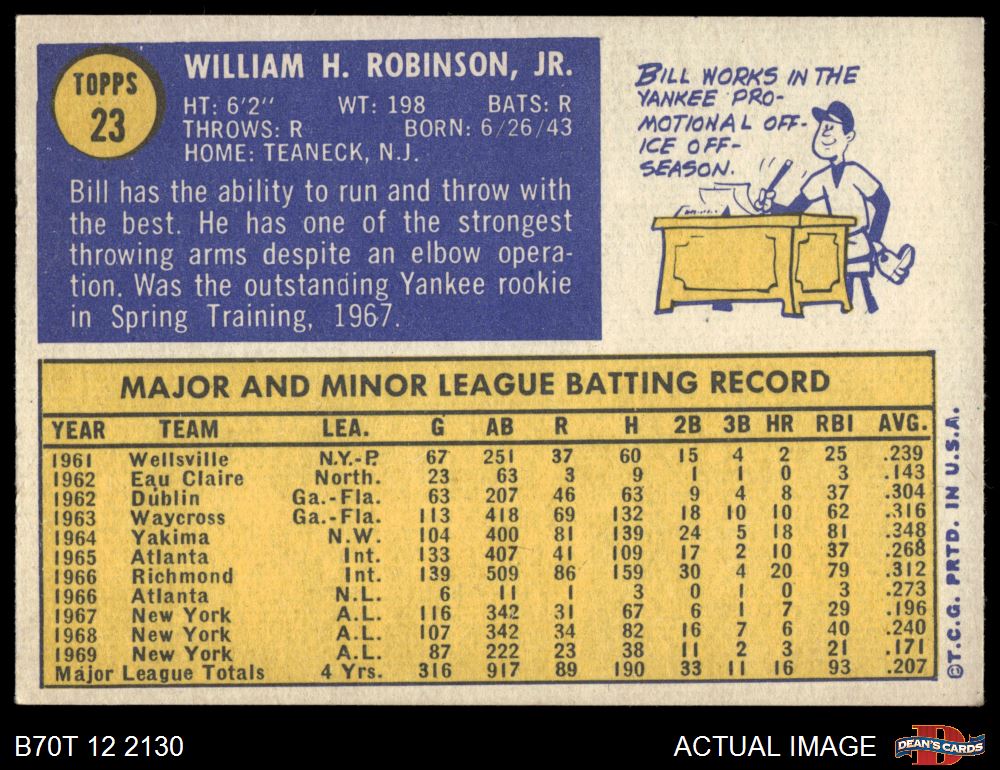 TOPPS
23
WILLIAM H. ROBINSON, JR.
HT: 6'2" WT: 198 BATS: R
THROWS: R BORN: 6/26/43
HOME: TEANECK, N.J.
Bill has the ability to run and throw with
the best. He has one of the strongest
throwing arms despite an elbow opera-
tion. Was the outstanding Yankee rookie
in Spring Training, 1967.
BILL WORKS IN THE
YANKEE PRO-
MOTIONAL OFF-
ICE OFF-
SEASON.
MAJOR AND MINOR LEAGUE BATTING RECORD
YEAR TEAM LEA. G AB R H 2B 3B HR RBI AVG.
1961 Wellsville N.Y.-P. 67 251 37 60 15 4 2 25 .239
1962 Eau Claire North. 23 63 3 9 1 1 0 3 .143
1962 Dublin Ga.-Fla. 63 207 46 63 9 4 8 37 .304
1963 Waycross Ga.-Fla. 113 418 69 132 18 10 10 62 .316
1964 Yakima N.W. 104 400 81 139 24 5 18 81 .348
1965 Atlanta Int. 133 407 41 109 17 2 10 37 .268
1966 Richmond Int. 139 509 86 159 30 4 20 79 .312
1966 Atlanta N.L. 6 11 1 3 0 1 0 3 .273
1967 New York A.L. 116 342 31 67 6 1 7 29 .196
1968 New York A.L. 107 342 34 82 16 7 6 40 .240
1969 New York A.L. 87 222 23 38 11 2 3 21 .171
Major League Totals 4 Yrs. 316 917 89 190 33 11 16 93 .207
©T.C.G. PRTD. IN U.S.A.
B70T 12 2130
ACTUAL IMAGE
DEAN'S CARDS